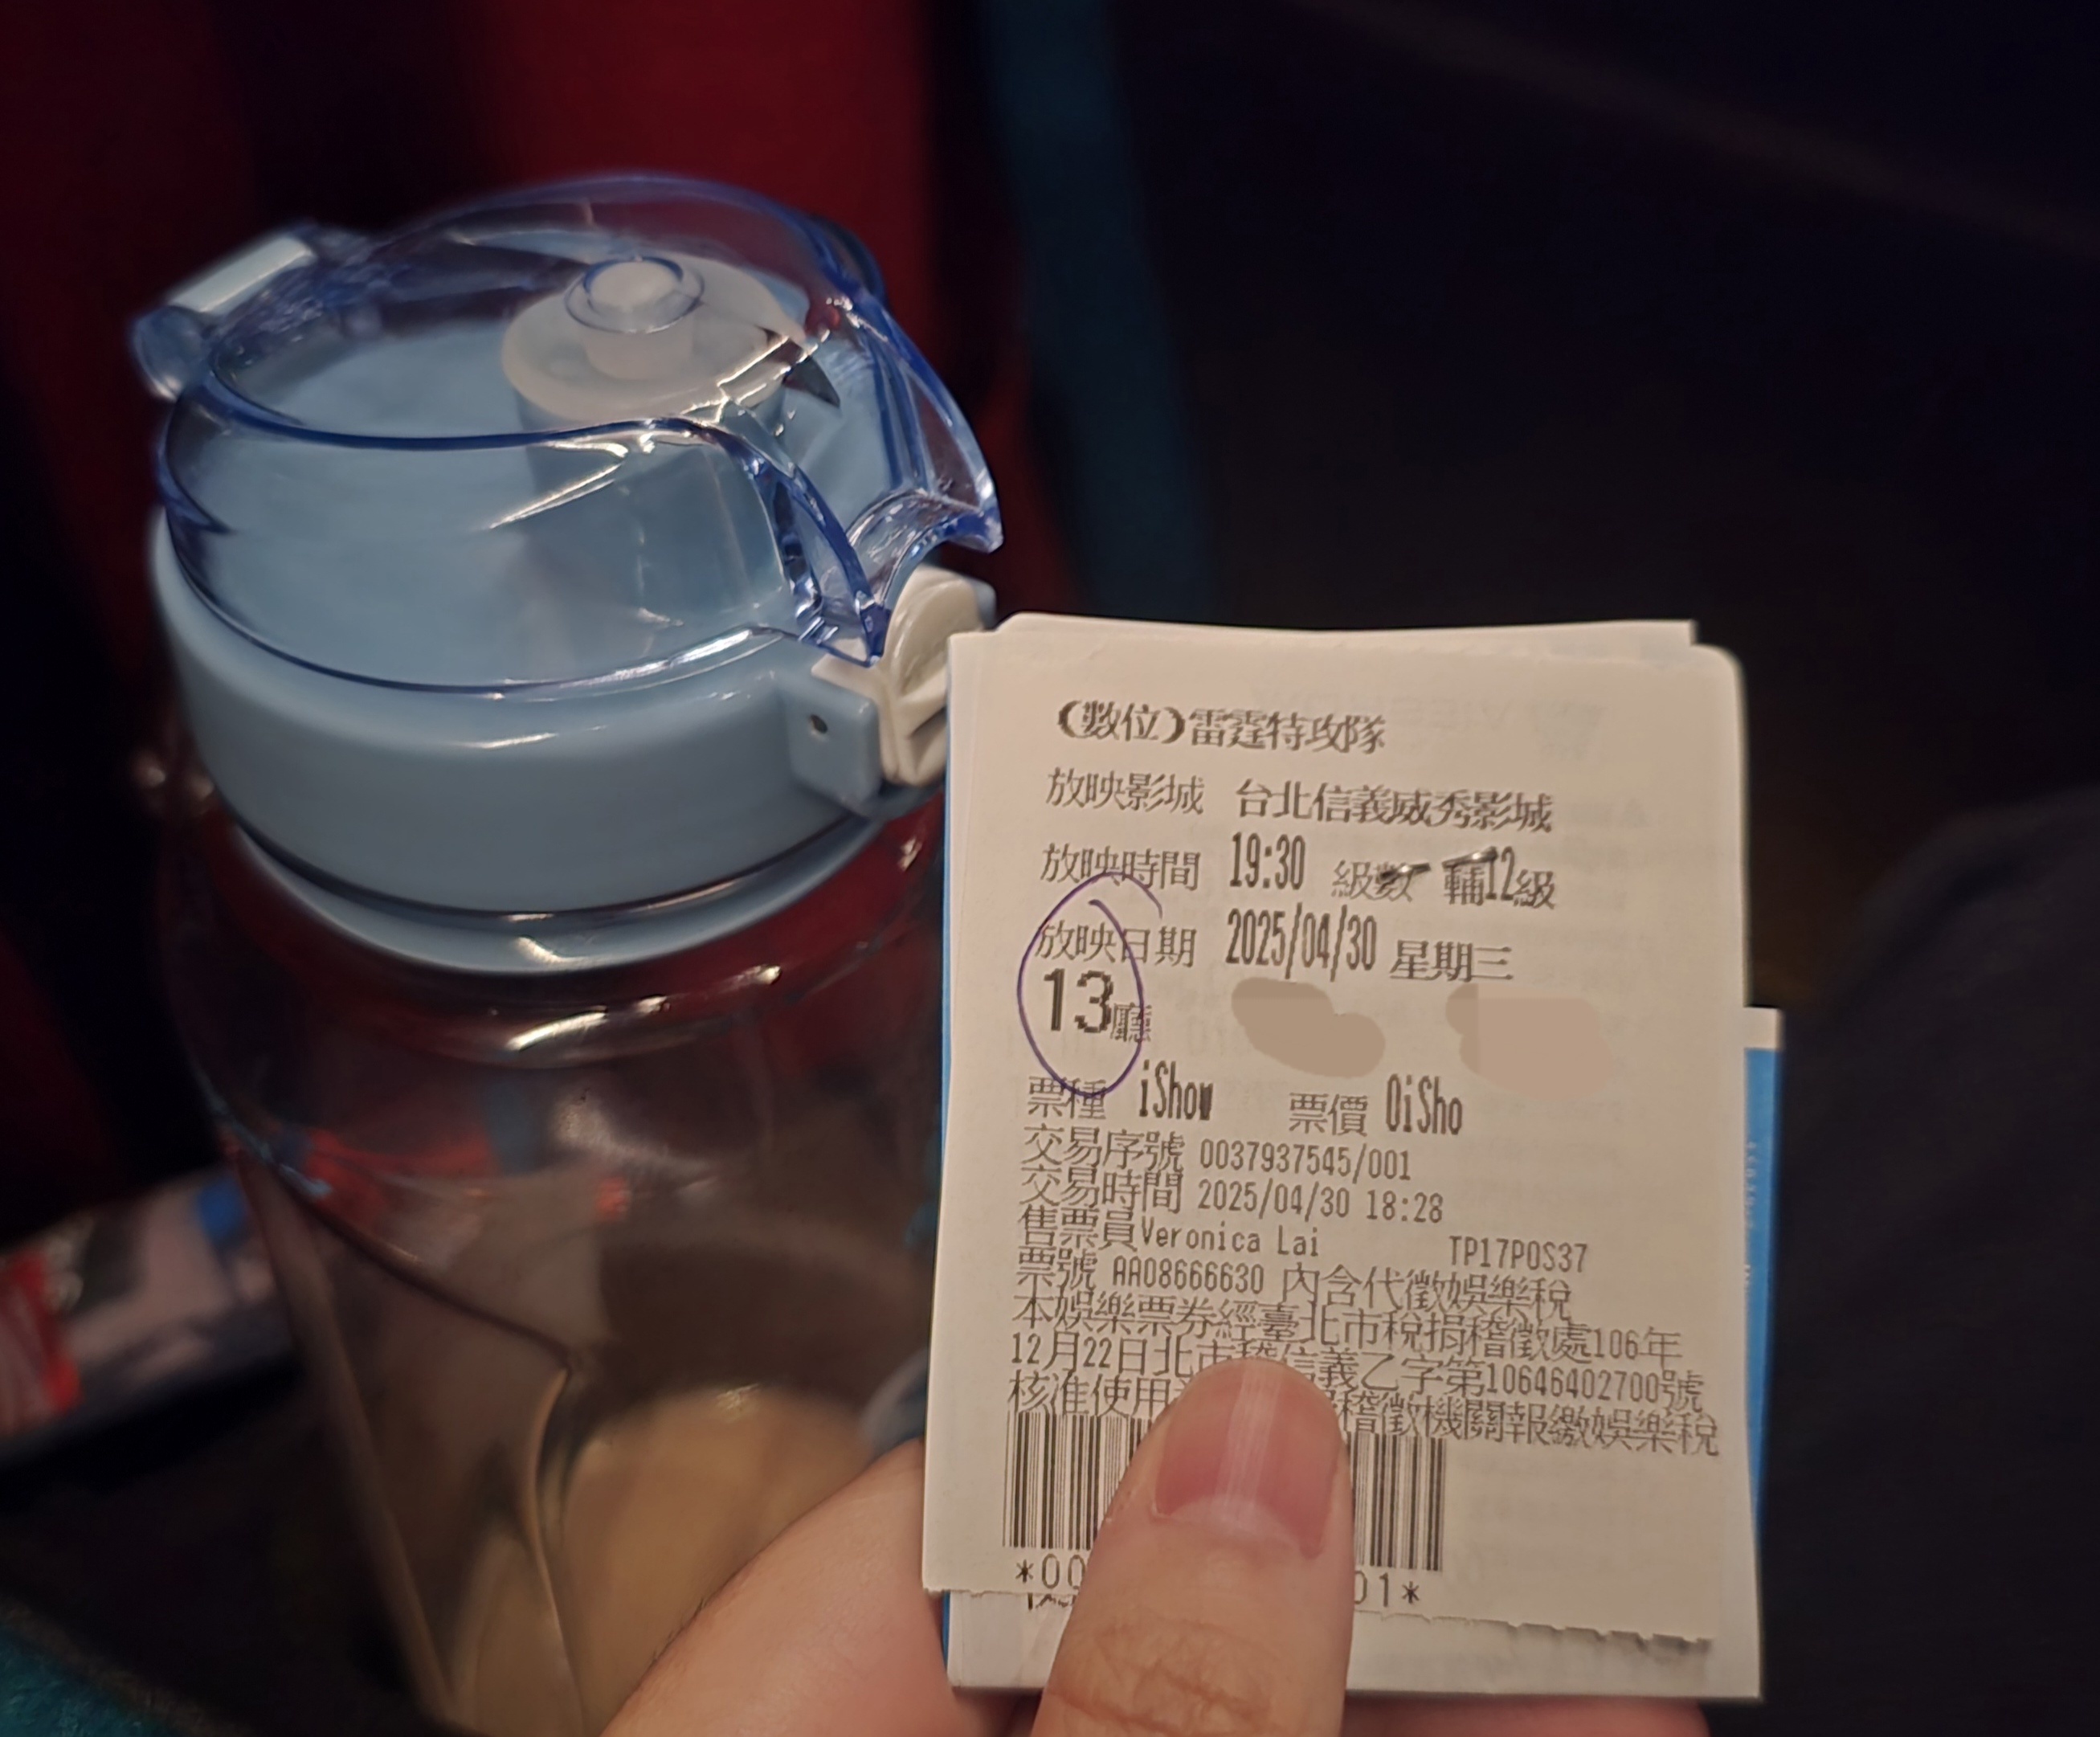 (數位)雷霆特攻隊
放映影城 台北信義威秀影城
放映時間 19:30 級數 輔12級
放映日期 2025/04/30 星期三
13廳
票種 iShow 票價 0iSho
交易序號 0037937545/001
交易時間 2025/04/30 18:28
售票員Veronica Lai TP17POS37
票號 AA08666630 內含代徵娛樂稅
本娛樂票券經臺北市稅捐稽徵處106年
12月22日北市稽信義乙字第10646402700號
核准使用 稽徵機關報繳娛樂稅
*00 01*